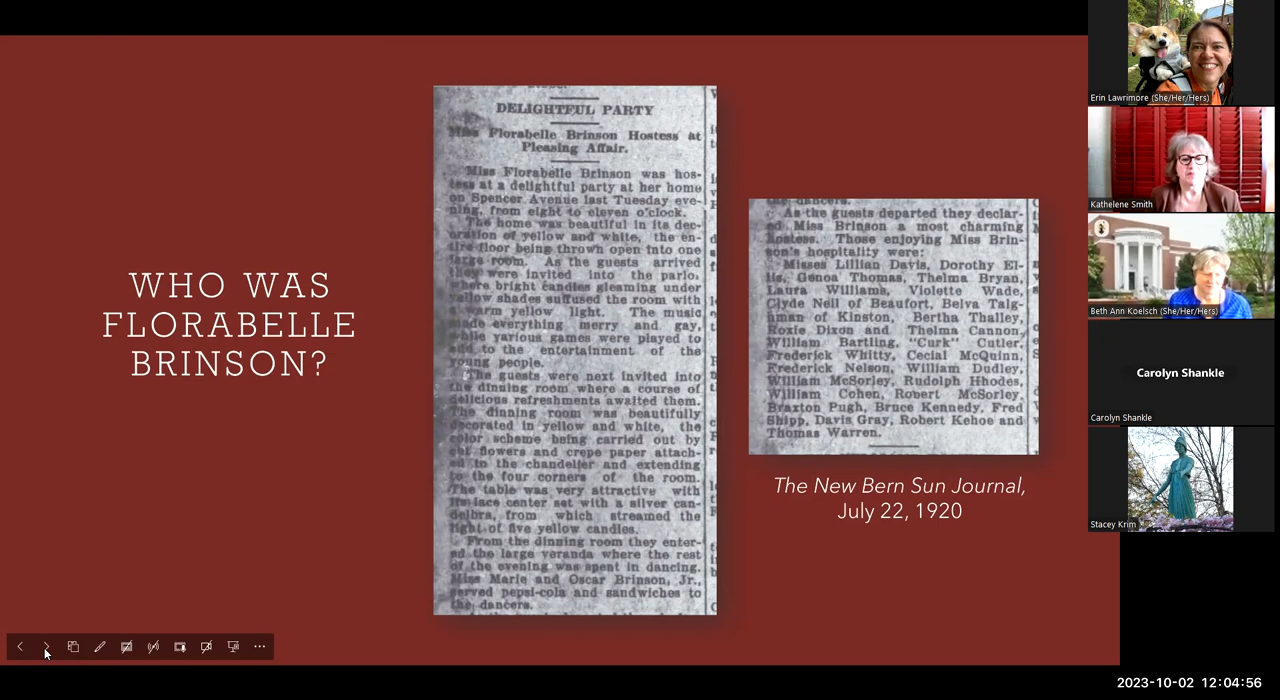 WHO WAS
FLORABELLE
BRINSON?
DELIGHTFUL PARTY
Miss Florabelle Brinson Hostess at
Pleasing Affair.
Miss Florabelle Brinson was hos-
tess at a delightful party at her home
on Spencer Avenue last Tuesday eve-
ning, from eight to eleven o'clock.
The home was beautiful in its dec-
oration of yellow and white, the en-
tire floor being thrown open into one
large room. As the guests arrived
they were invited into the parlo.
where bright candles gleaming under
yellow shades suffused the room with
a warm yellow light. The music
made everything merry and gay,
while various games were played to
add to the entertainment of the
young people.
The guests were next invited into
the dinning room where a course of
delicious refreshments awaited them.
The dinning room was beautifully
decorated in yellow and white, the
color scheme being carried out by
cut flowers and crepe paper attach-
ed to the chandelier and extending
to the four corners of the room.
The table was very attractive with
its lace center set with a silver can-
delbra, from which streamed the
light of five yellow candles.
From the dinning room they enter-
ed the large veranda where the rest
of the evening was spent in dancing.
Miss Marie and Oscar Brinson, Jr.,
served pepsi-cola and sandwiches to
the dancers.
the dancers.
As the guests departed they declar-
ed Miss Brinson a most charming
hostess. Those enjoying Miss Brin-
son's hospitality were:
Misses Lillian Davis, Dorothy El-
lis, Genoa Thomas, Thelma Bryan,
Laura Williams, Violette Wade,
Clyde Neil of Beaufort, Belva Talg-
man of Kinston, Bertha Thalley,
Roxie Dixon and Thelma Cannon,
William Bartling, "Curk" Cutler,
Frederick Whitty, Cecial McQuinn,
Frederick Nelson, William Dudley,
William McSorley, Rudolph Hhodes,
William Cohen, Robert McSorley,
Braxton Pugh, Bruce Kennedy, Fred
Shipp, Davis Gray, Robert Kehoe and
Thomas Warren.
The New Bern Sun Journal,
July 22, 1920
Erin Lawrimore (She/Her/Hers)
Kathelene Smith
Beth Ann Koelsch (She/Her/Hers)
Carolyn Shankle
Carolyn Shankle
Stacey Krim
2023-10-02 12:04:56